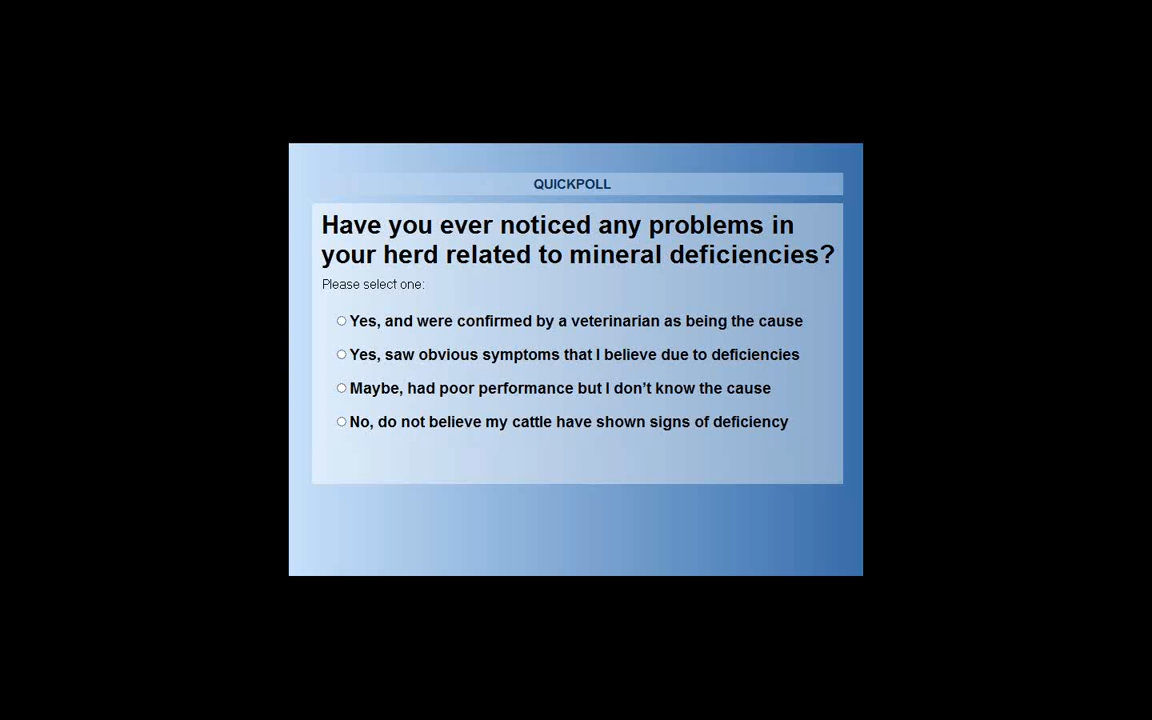 QUICKPOLL
Have you ever noticed any problems in
your herd related to mineral deficiencies?
Please select one:
Yes, and were confirmed by a veterinarian as being the cause
Yes, saw obvious symptoms that I believe due to deficiencies
Maybe, had poor performance but I don’t know the cause
No, do not believe my cattle have shown signs of deficiency